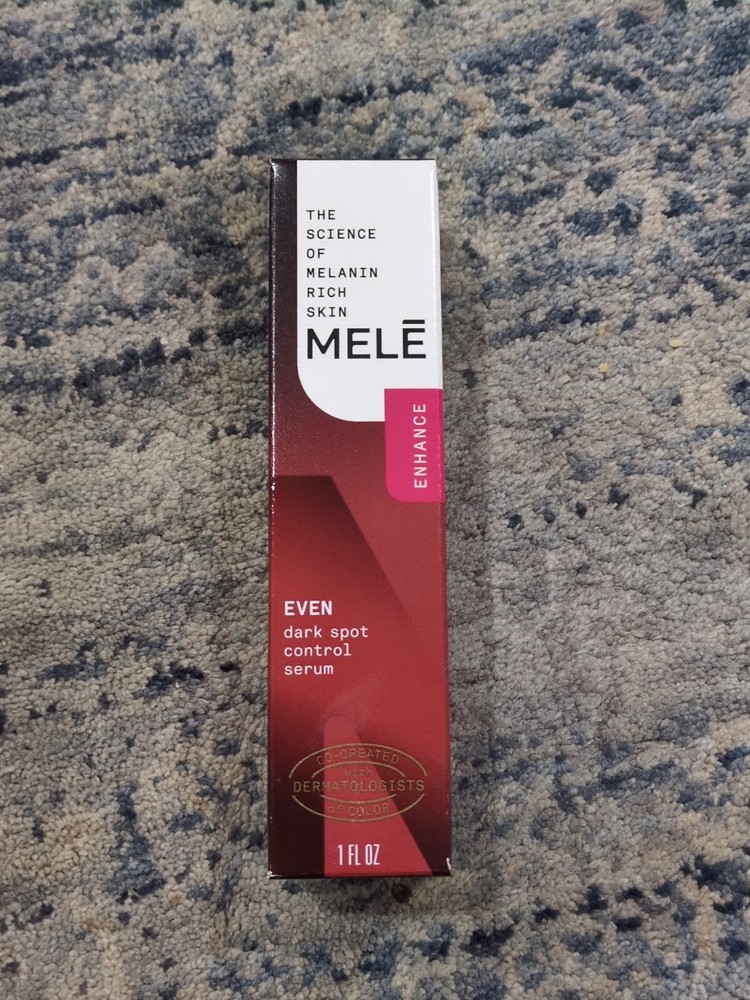 THE
SCIENCE
OF
MELANIN
RICH
SKIN
MELĒ
ENHANCE
EVEN
dark spot
control
serum
CO-CREATED
with
DERMATOLOGISTS
of COLOR
1 FL OZ